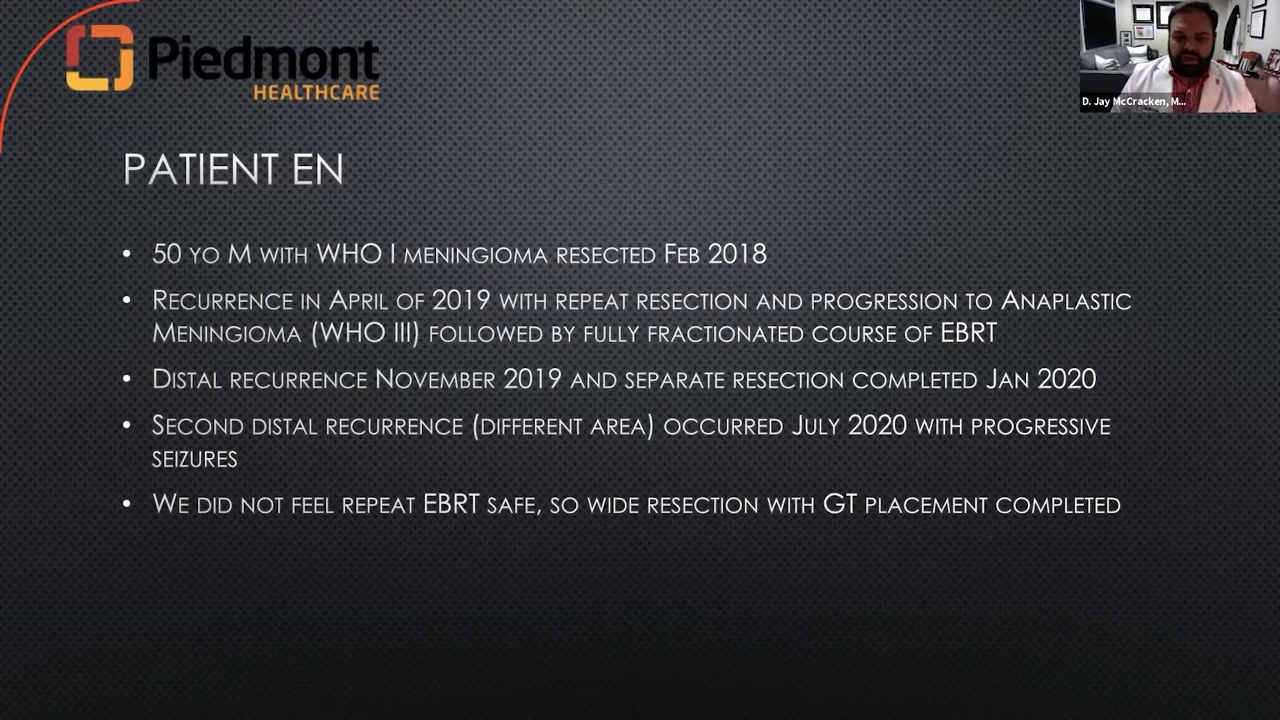 Piedmont
HEALTHCARE
D. Jay McCracken, M...
PATIENT EN
• 50 YO M WITH WHO I MENINGIOMA RESECTED FEB 2018
• RECURRENCE IN APRIL OF 2019 WITH REPEAT RESECTION AND PROGRESSION TO ANAPLASTIC
MENINGIOMA (WHO III) FOLLOWED BY FULLY FRACTIONATED COURSE OF EBRT
• DISTAL RECURRENCE NOVEMBER 2019 AND SEPARATE RESECTION COMPLETED JAN 2020
• SECOND DISTAL RECURRENCE (DIFFERENT AREA) OCCURRED JULY 2020 WITH PROGRESSIVE
SEIZURES
• WE DID NOT FEEL REPEAT EBRT SAFE, SO WIDE RESECTION WITH GT PLACEMENT COMPLETED